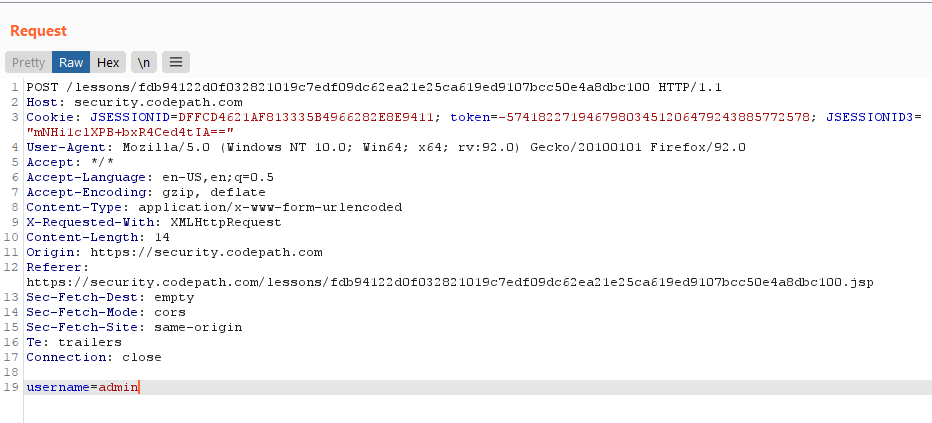 Request
Pretty Raw Hex \n
1 POST /lessons/fdb94122d0f032821019c7edf09dc62ea21e25ca619ed9107bcc50e4a8dbc100 HTTP/1.1
2 Host: security.codepath.com
3 Cookie: JSESSIONID=DFFCD4621AF813335B4966282E8E9411; token=-574182271946798034512064792438857​72578; JSESSIONID3=
"mNHi1clXPB+bxR4Ced4tIA=="
4 User-Agent: Mozilla/5.0 (Windows NT 10.0; Win64; x64; rv:92.0) Gecko/20100101 Firefox/92.0
5 Accept: */*
6 Accept-Language: en-US,en;q=0.5
7 Accept-Encoding: gzip, deflate
8 Content-Type: application/x-www-form-urlencoded
9 X-Requested-With: XMLHttpRequest
10 Content-Length: 14
11 Origin: https://security.codepath.com
12 Referer:
https://security.codepath.com/lessons/fdb94122d0f032821019c7edf09dc62ea21e25ca619ed9107bcc50e4a8dbc100.jsp
13 Sec-Fetch-Dest: empty
14 Sec-Fetch-Mode: cors
15 Sec-Fetch-Site: same-origin
16 Te: trailers
17 Connection: close
18
19 username=admin